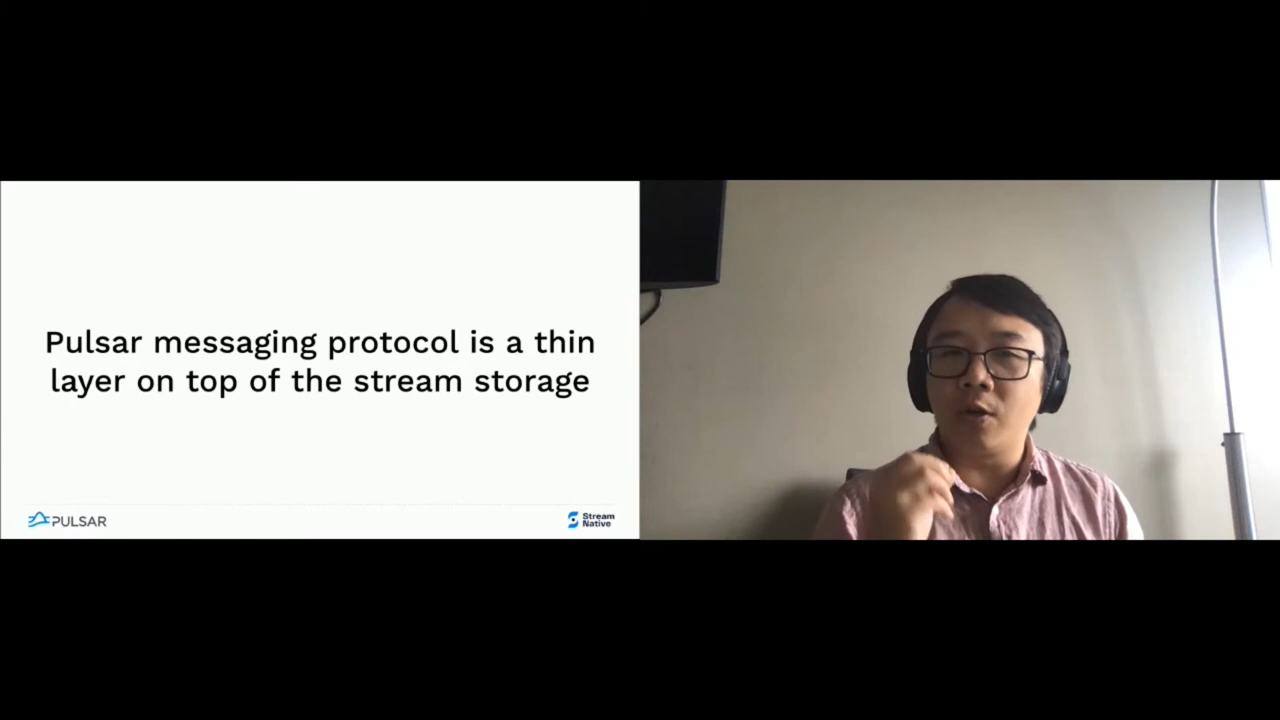 Pulsar messaging protocol is a thin
layer on top of the stream storage
PULSAR
Stream
Native